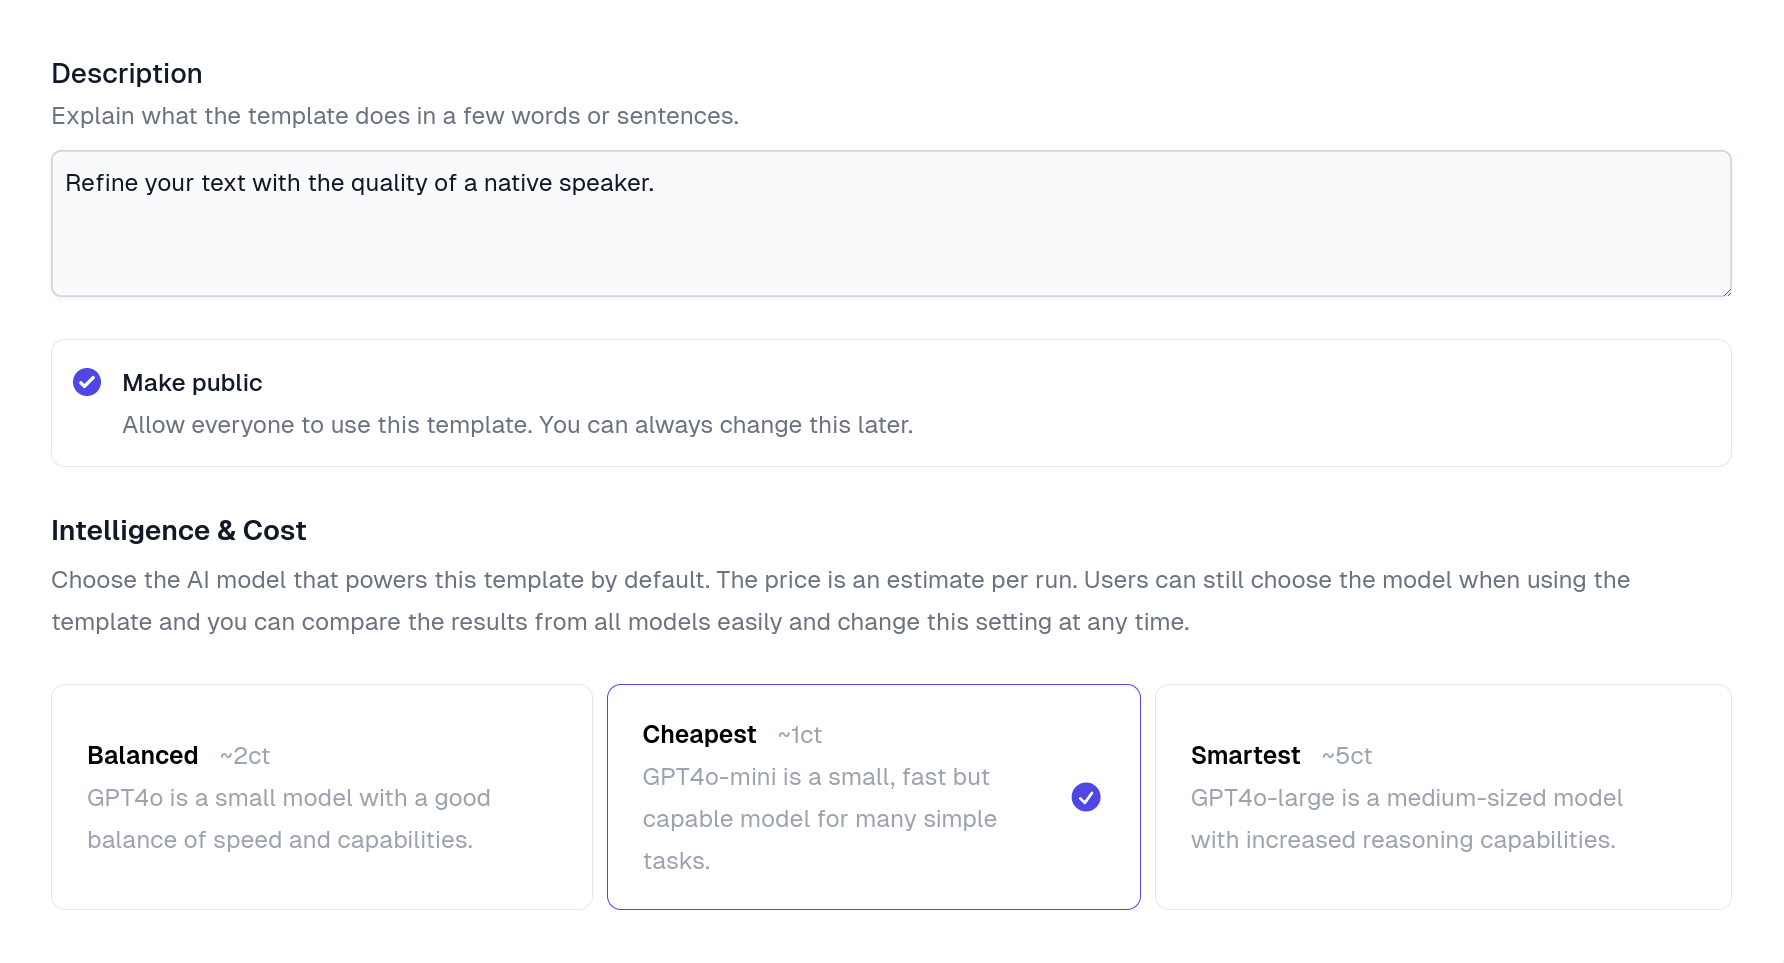 Description
Explain what the template does in a few words or sentences.
Refine your text with the quality of a native speaker.
Make public
Allow everyone to use this template. You can always change this later.
Intelligence & Cost
Choose the AI model that powers this template by default. The price is an estimate per run. Users can still choose the model when using the
template and you can compare the results from all models easily and change this setting at any time.
Balanced ~2ct
GPT4o is a small model with a good
balance of speed and capabilities.
Cheapest ~1ct
GPT4o-mini is a small, fast but
capable model for many simple
tasks.
Smartest ~5ct
GPT4o-large is a medium-sized model
with increased reasoning capabilities.